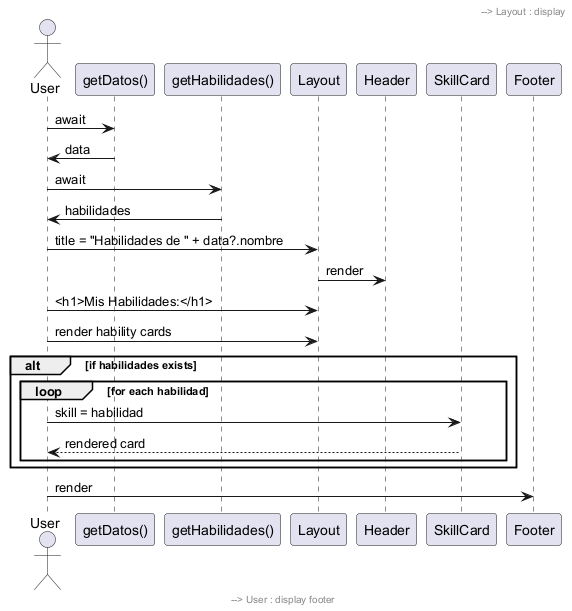 --> Layout : display
User
getDatos()
getHabilidades()
Layout
Header
SkillCard
Footer
await
data
await
habilidades
title = "Habilidades de " + data?.nombre
render
<h1>Mis Habilidades:</h1>
render hability cards
alt [if habilidades exists]
loop [for each habilidad]
skill = habilidad
rendered card
render
User
getDatos()
getHabilidades()
Layout
Header
SkillCard
Footer
--> User : display footer